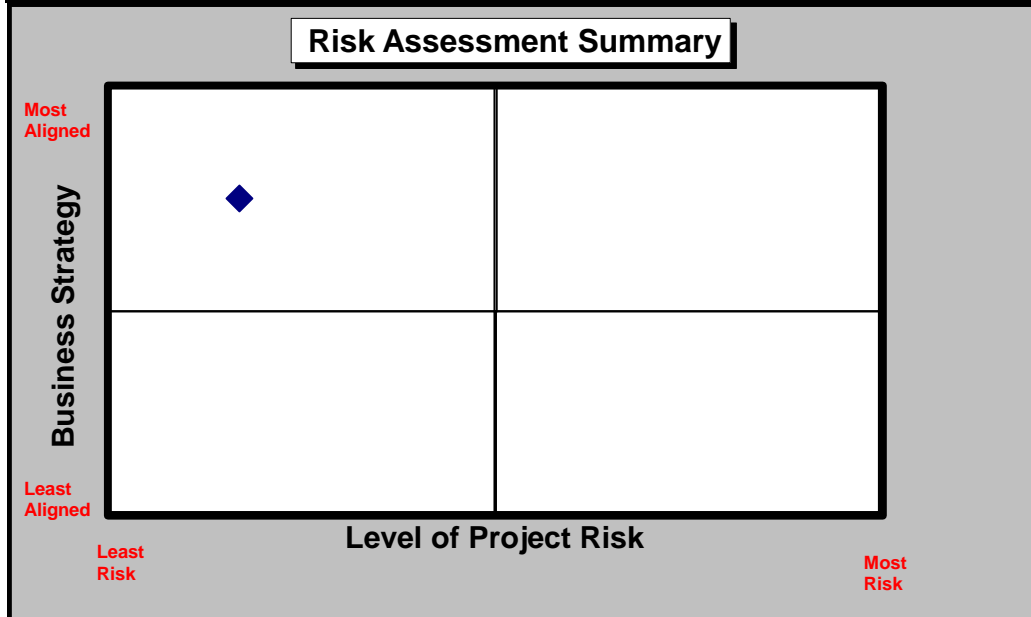 Risk Assessment Summary
Most
Aligned
Business Strategy
Least
Aligned
Level of Project Risk
Least
Risk
Most
Risk